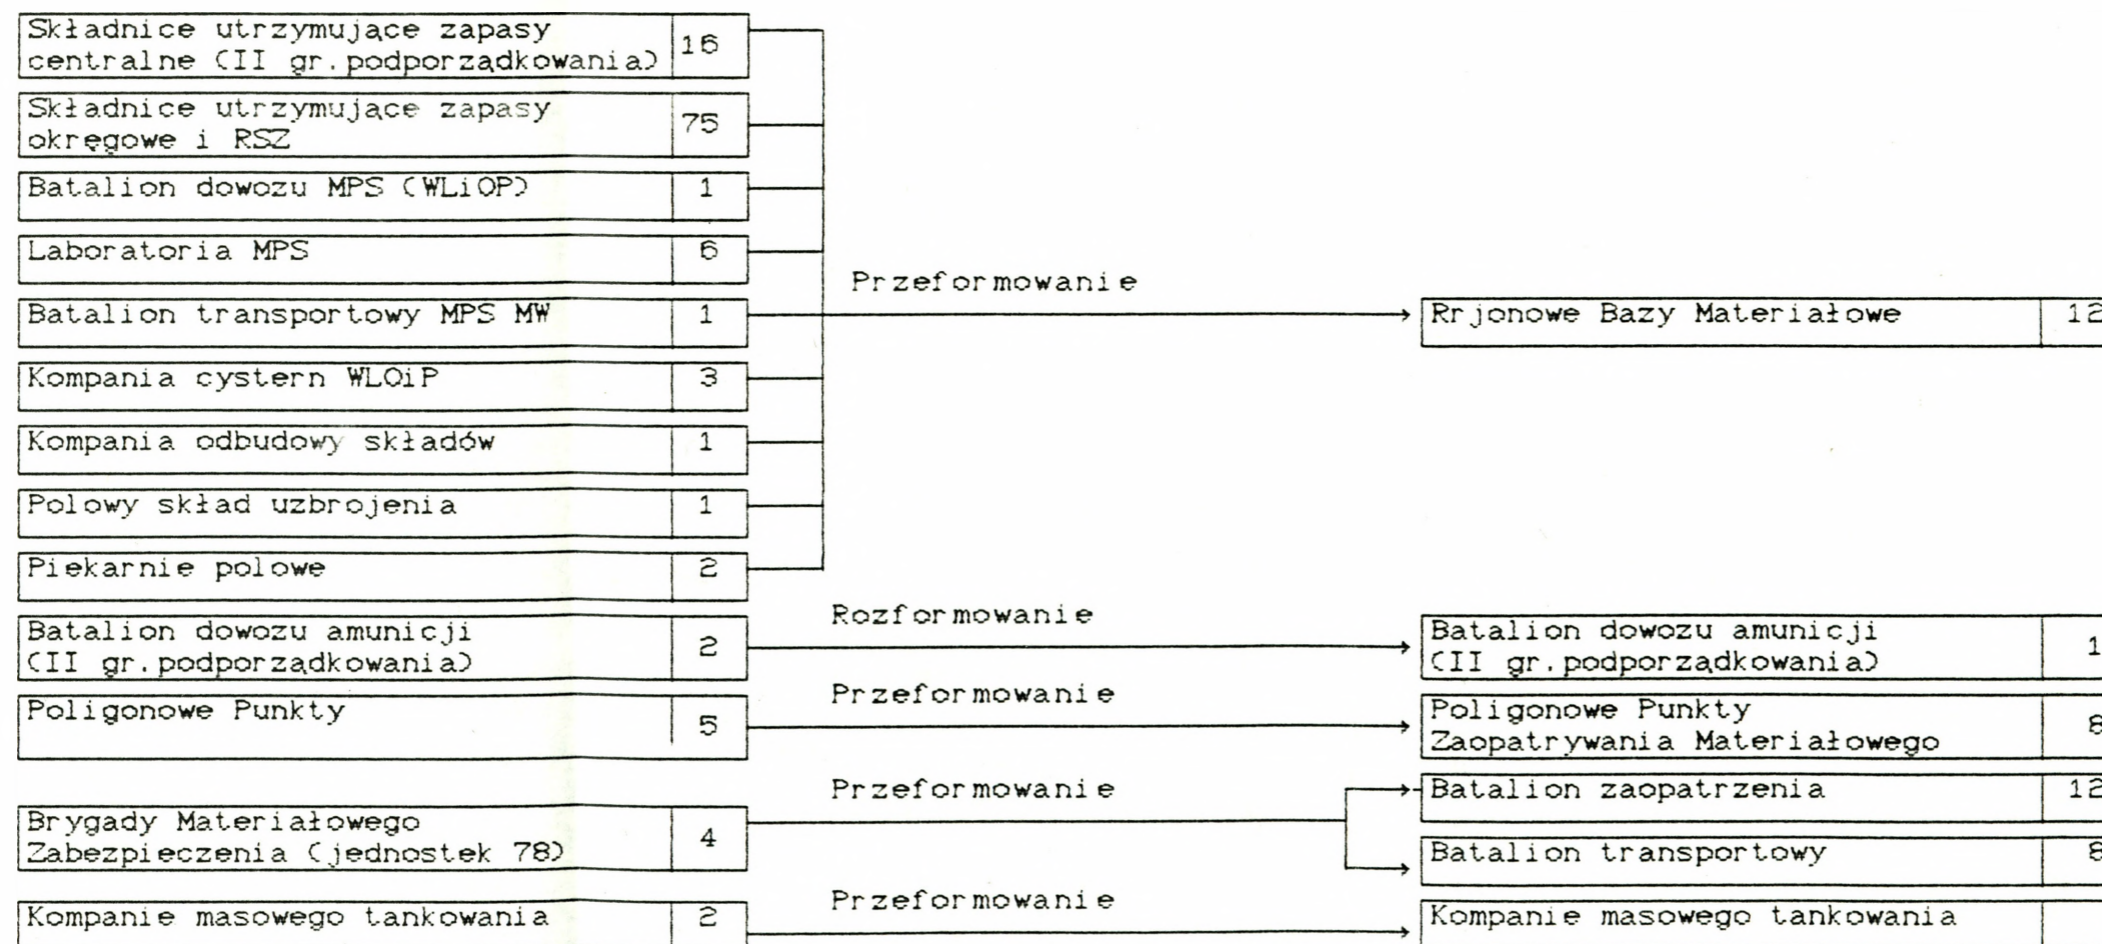 Składnice utrzymujące zapasy
centralne (II gr.podporządkowania)
16
Składnice utrzymujące zapasy
okręgowe i RSZ
75
Batalion dowozu MPS (WLiOP)
1
Laboratoria MPS
6
Przeformowanie
Batalion transportowy MPS MW
1
Rrjonowe Bazy Materiałowe
12
Kompania cystern WLOiP
3
Kompania odbudowy składów
1
Polowy skład uzbrojenia
1
Piekarnie polowe
2
Batalion dowozu amunicji
(II gr.podporządkowania)
2
Rozformowanie
Batalion dowozu amunicji
(II gr.podporządkowania)
1
Poligonowe Punkty
5
Przeformowanie
Poligonowe Punkty
Zaopatrywania Materiałowego
8
Brygady Materiałowego
Zabezpieczenia (jednostek 78)
4
Przeformowanie
Batalion zaopatrzenia
12
Batalion transportowy
8
Kompanie masowego tankowania
2
Przeformowanie
Kompanie masowego tankowania